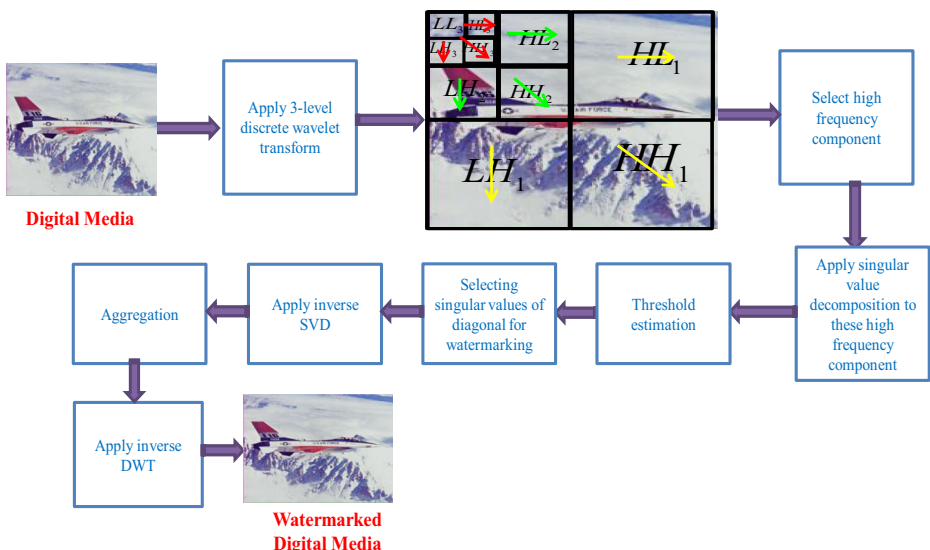 Apply 3-level
discrete wavelet
transform
LL3
HL3
LH3
HH3
HL2
LH2
HH2
HL1
LH1
HH1
U.S. AIR FORCE
Select high
frequency
component
Digital Media
Apply singular
value
decomposition to
these high
frequency
component
Threshold
estimation
Selecting
singular values of
diagonal for
watermarking
Apply inverse
SVD
Aggregation
Apply inverse
DWT
Watermarked
Digital Media